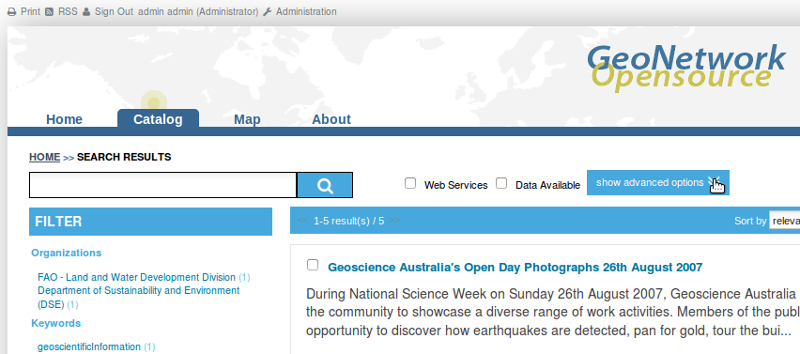 Print RSS Sign Out admin admin (Administrator) Administration
GeoNetwork
Opensource
Home Catalog Map About
HOME >> SEARCH RESULTS
Web Services Data Available show advanced options
FILTER
<< 1-5 result(s) / 5 >> Sort by releva
Organizations
FAO - Land and Water Development Division (1)
Department of Sustainability and Environment
(DSE) (1)
Keywords
geoscientificInformation (1)
Geoscience Australia's Open Day Photographs 26th August 2007
During National Science Week on Sunday 26th August 2007, Geoscience Australia
the community to showcase a diverse range of work activities. Members of the publ
opportunity to discover how earthquakes are detected, pan for gold, tour the bui...